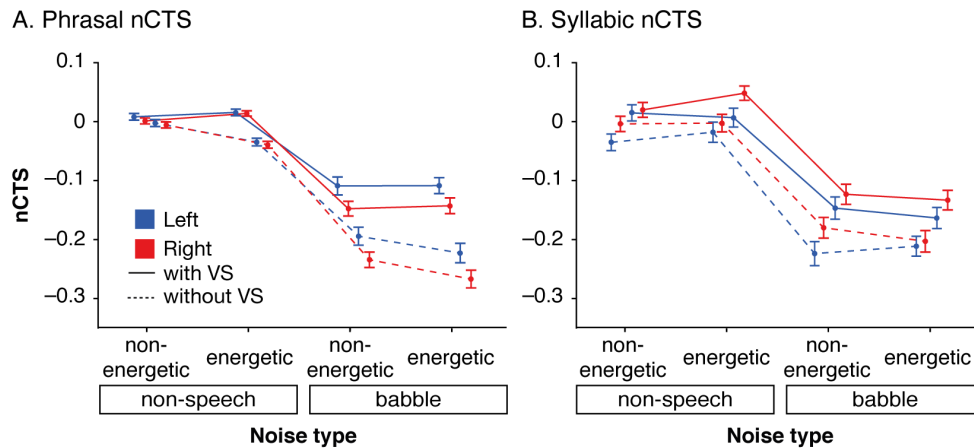 A. Phrasal nCTS
nCTS
0.1
0
–0.1
–0.2
–0.3
Left
Right
with VS
without VS
non-
energetic
energetic
non-
energetic
energetic
non-speech
babble
Noise type
B. Syllabic nCTS
0.1
0
–0.1
–0.2
–0.3
non-
energetic
energetic
non-
energetic
energetic
non-speech
babble
Noise type